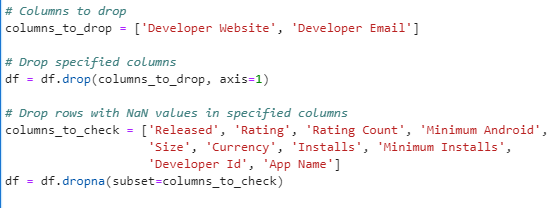 # Columns to drop
columns_to_drop = ['Developer Website', 'Developer Email']
# Drop specified columns
df = df.drop(columns_to_drop, axis=1)
# Drop rows with NaN values in specified columns
columns_to_check = ['Released', 'Rating', 'Rating Count', 'Minimum Android',
'Size', 'Currency', 'Installs', 'Minimum Installs',
'Developer Id', 'App Name']
df = df.dropna(subset=columns_to_check)